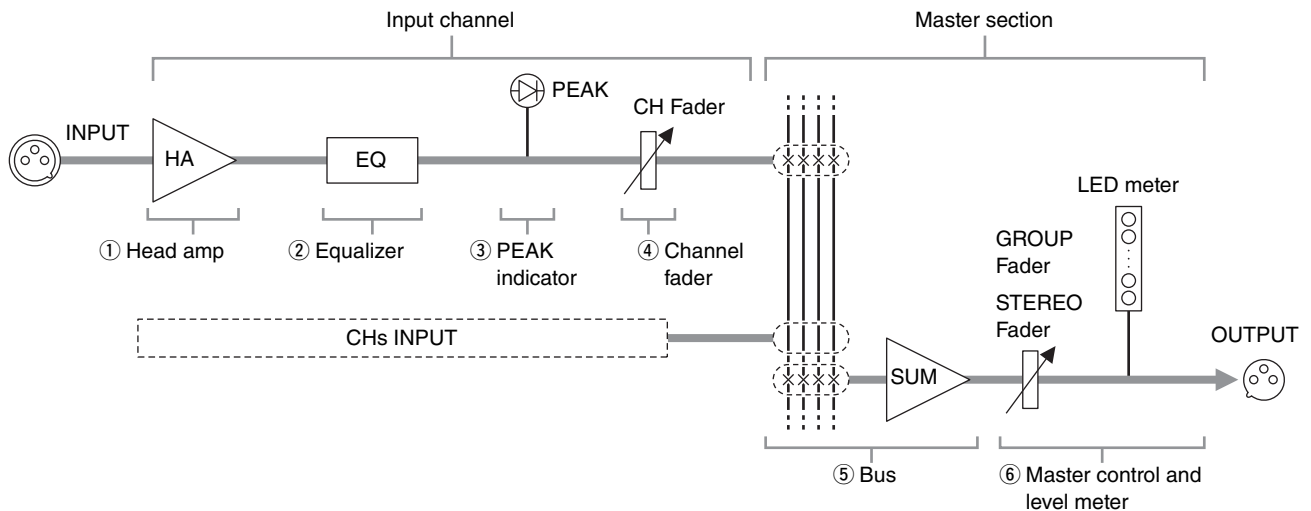 Input channel
Master section
PEAK
CH Fader
INPUT
HA
EQ
LED meter
① Head amp
② Equalizer
③ PEAK
indicator
④ Channel
fader
GROUP
Fader
STEREO
Fader
CHs INPUT
OUTPUT
SUM
⑤ Bus
⑥ Master control and
level meter